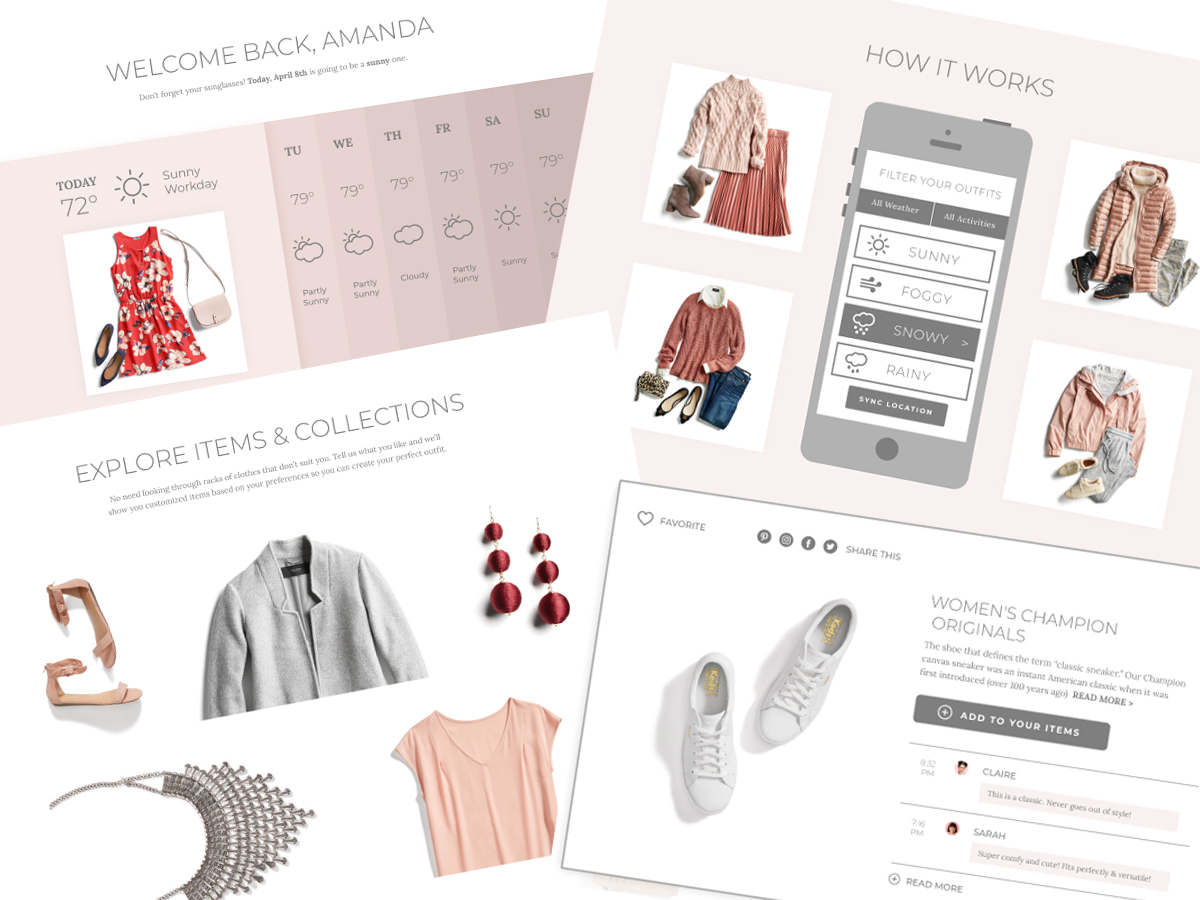 WELCOME BACK, AMANDA
Don't forget your sunglasses! Today, April 8th is going to be a sunny one.
TODAY
72°
Sunny
Workday
TU
WE
TH
FR
SA
SU
79°
79°
79°
79°
79°
79°
Partly
Sunny
Partly
Sunny
Cloudy
Partly
Sunny
Sunny
HOW IT WORKS
FILTER YOUR OUTFITS
All Weather
All Activities
SUNNY
FOGGY
SNOWY >
RAINY
SYNC LOCATION
EXPLORE ITEMS & COLLECTIONS
No need looking through racks of clothes that don't suit you. Tell us what you like and we'll
show you customized items based on your preferences so you can create your perfect outfit.
FAVORITE
SHARE THIS
Keds
Keds
WOMEN'S CHAMPION
ORIGINALS
The shoe that defines the term "classic sneaker." Our Champion
canvas sneaker was an instant American classic when it was
first introduced (over 100 years ago) READ MORE >
ADD TO YOUR ITEMS
8:32
PM
CLAIRE
This is a classic. Never goes out of style!
7:16
PM
SARAH
Super comfy and cute! Fits perfectly & versatile!
READ MORE